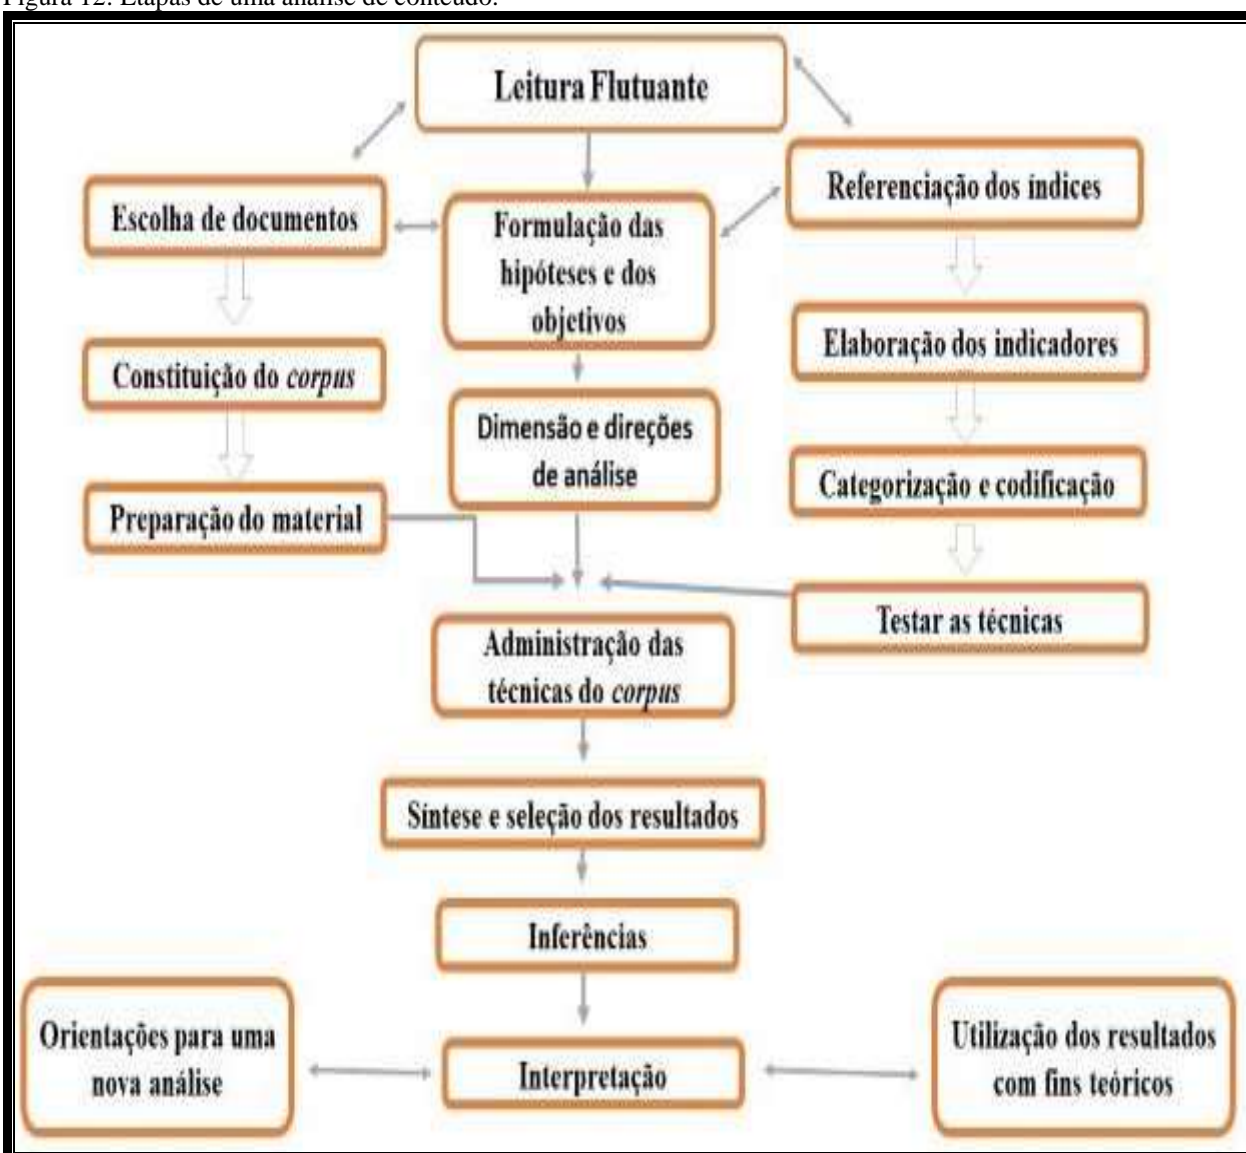 Figura 12: Etapas de uma análise de conteúdo.
Leitura Flutuante
Escolha de documentos
Formulação das
hipóteses e dos
objetivos
Referenciação dos índices
Constituição do corpus
Dimensão e direções
de análise
Elaboração dos indicadores
Preparação do material
Categorização e codificação
Testar as técnicas
Administração das
técnicas do corpus
Síntese e seleção dos resultados
Inferências
Orientações para uma
nova análise
Interpretação
Utilização dos resultados
com fins teóricos